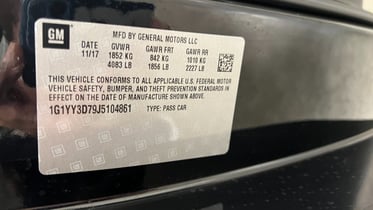 GM
MFD BY GENERAL MOTORS LLC
DATE GVWR GAWR FRT GAWR RR
11/17 1852 KG 842 KG 1010 KG
4083 LB 1856 LB 2227 LB
THIS VEHICLE CONFORMS TO ALL APPLICABLE U.S. FEDERAL MOTOR
VEHICLE SAFETY, BUMPER, AND THEFT PREVENTION STANDARDS IN
EFFECT ON THE DATE OF MANUFACTURE SHOWN ABOVE.
1G1YY3D79J5104861 TYPE: PASS CAR